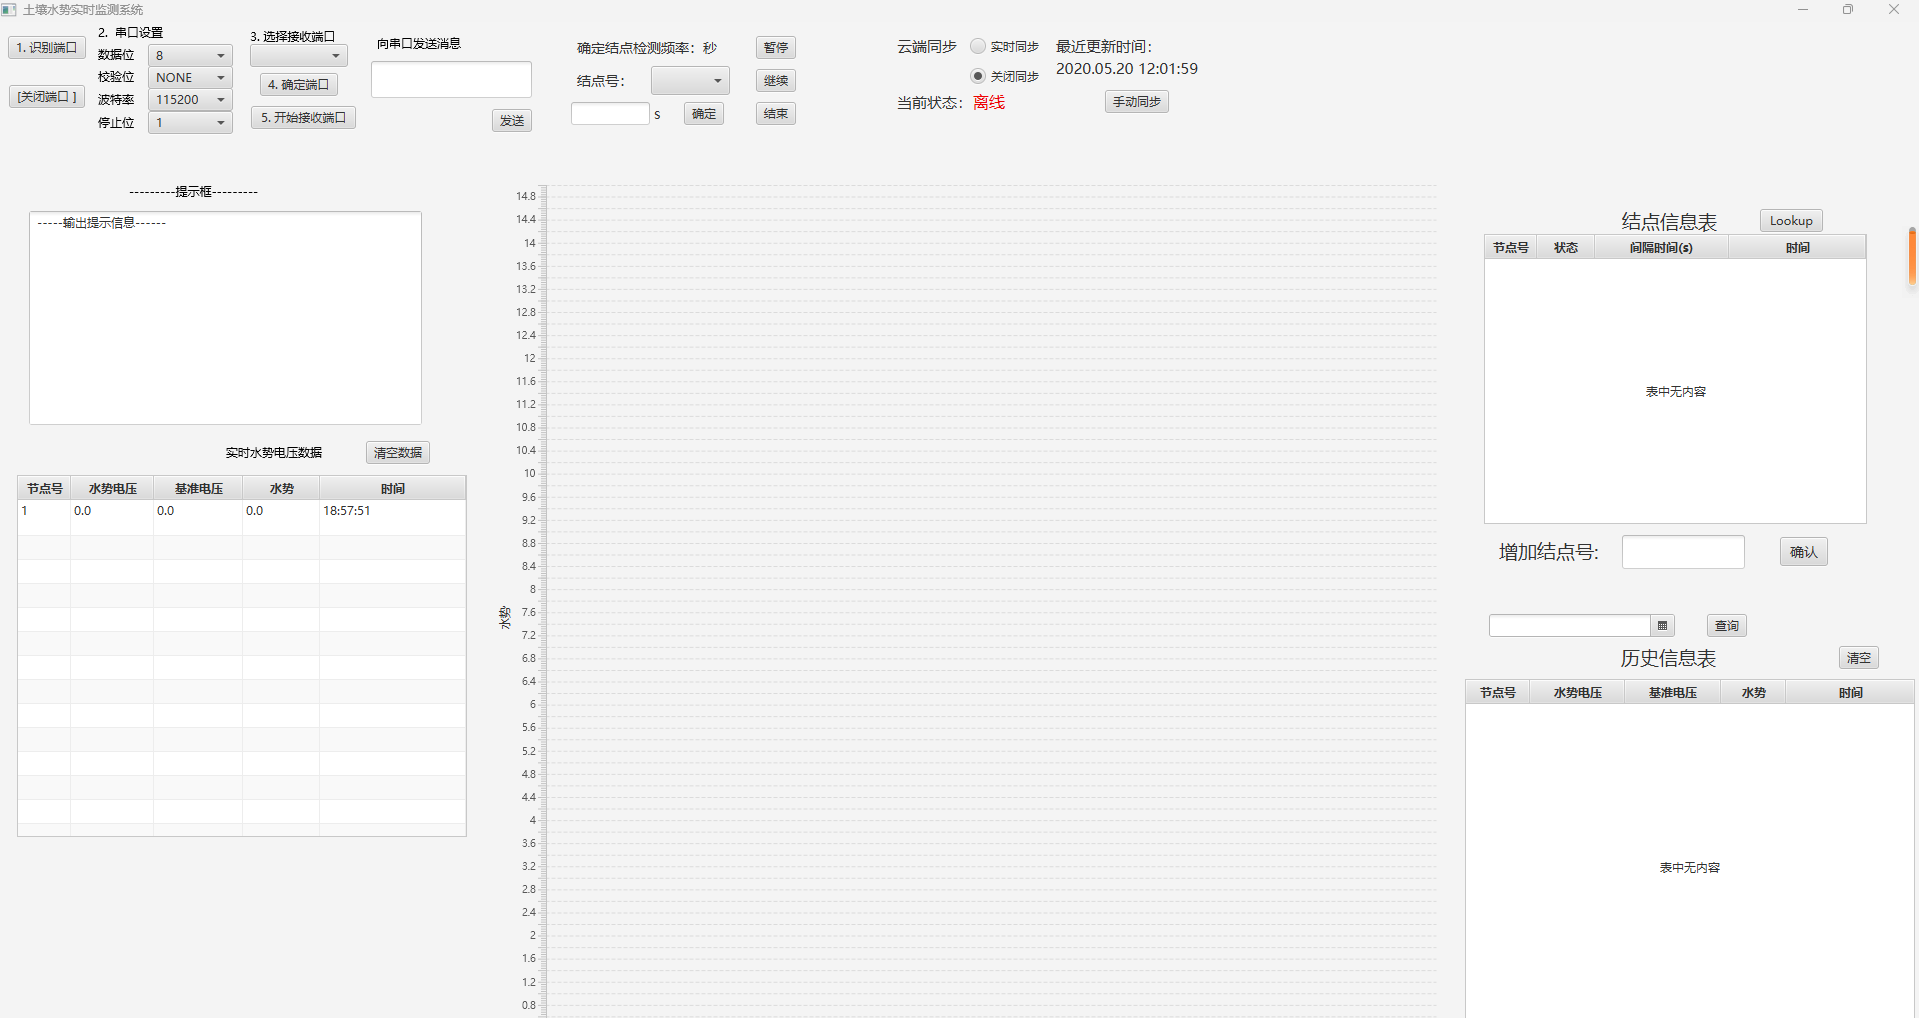 土壤水势实时监测系统
1. 识别端口
[关闭端口 ]
2. 串口设置
数据位 8
校验位 NONE
波特率 115200
停止位 1
3. 选择接收端口
4. 确定端口
5. 开始接收端口
向串口发送消息
发送
确定结点检测频率：秒
结点号：
s 确定
暂停
继续
结束
云端同步 实时同步
关闭同步
当前状态：离线
最近更新时间：
2020.05.20 12:01:59
手动同步
---------提示框---------
-----输出提示信息------
实时水势电压数据 清空数据
节点号 水势电压 基准电压 水势 时间
1 0.0 0.0 0.0 18:57:51
水势
14.8
14.4
14
13.6
13.2
12.8
12.4
12
11.6
11.2
10.8
10.4
10
9.6
9.2
8.8
8.4
8
7.6
7.2
6.8
6.4
6
5.6
5.2
4.8
4.4
4
3.6
3.2
2.8
2.4
2
1.6
1.2
0.8
结点信息表 Lookup
节点号 状态 间隔时间(s) 时间
表中无内容
增加结点号: 确认
查询
历史信息表 清空
节点号 水势电压 基准电压 水势 时间
表中无内容